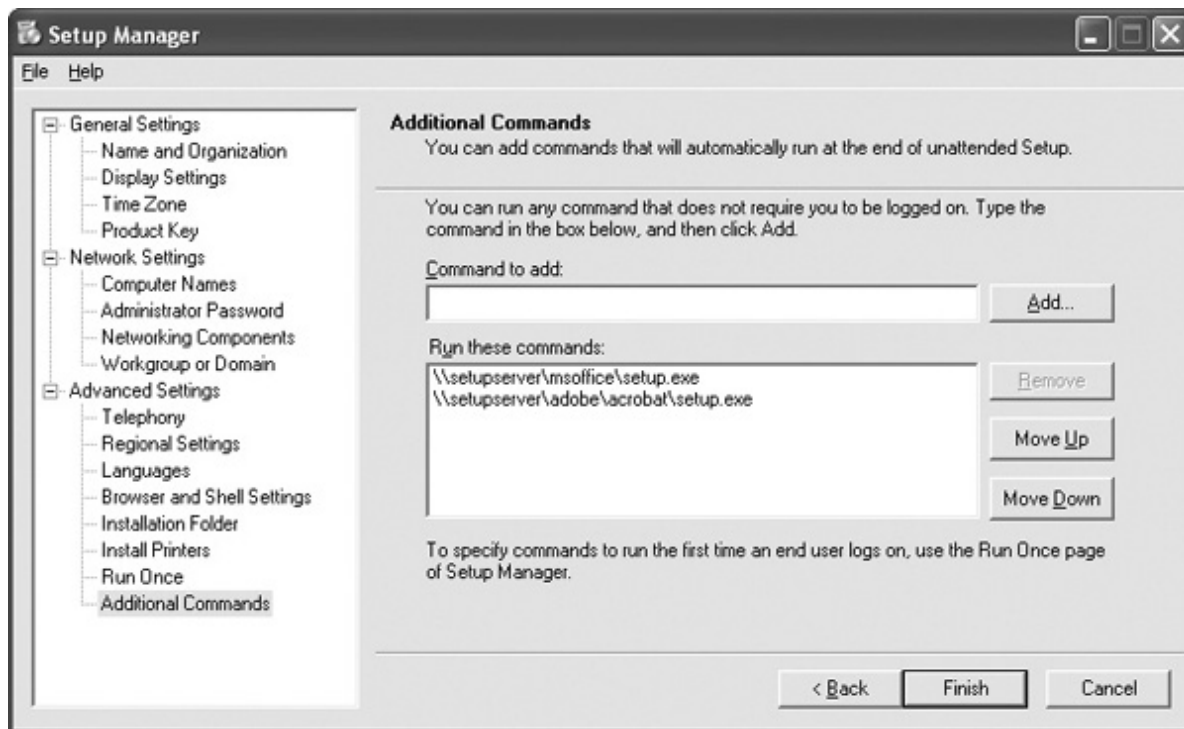 Setup Manager
File Help
General Settings
Name and Organization
Display Settings
Time Zone
Product Key
Network Settings
Computer Names
Administrator Password
Networking Components
Workgroup or Domain
Advanced Settings
Telephony
Regional Settings
Languages
Browser and Shell Settings
Installation Folder
Install Printers
Run Once
Additional Commands
Additional Commands
You can add commands that will automatically run at the end of unattended Setup.
You can run any command that does not require you to be logged on. Type the
command in the box below, and then click Add.
Command to add:
Add...
Run these commands:
\\setupserver\msoffice\setup.exe
\\setupserver\adobe\acrobat\setup.exe
Remove
Move Up
Move Down
To specify commands to run the first time an end user logs on, use the Run Once page
of Setup Manager.
< Back
Finish
Cancel